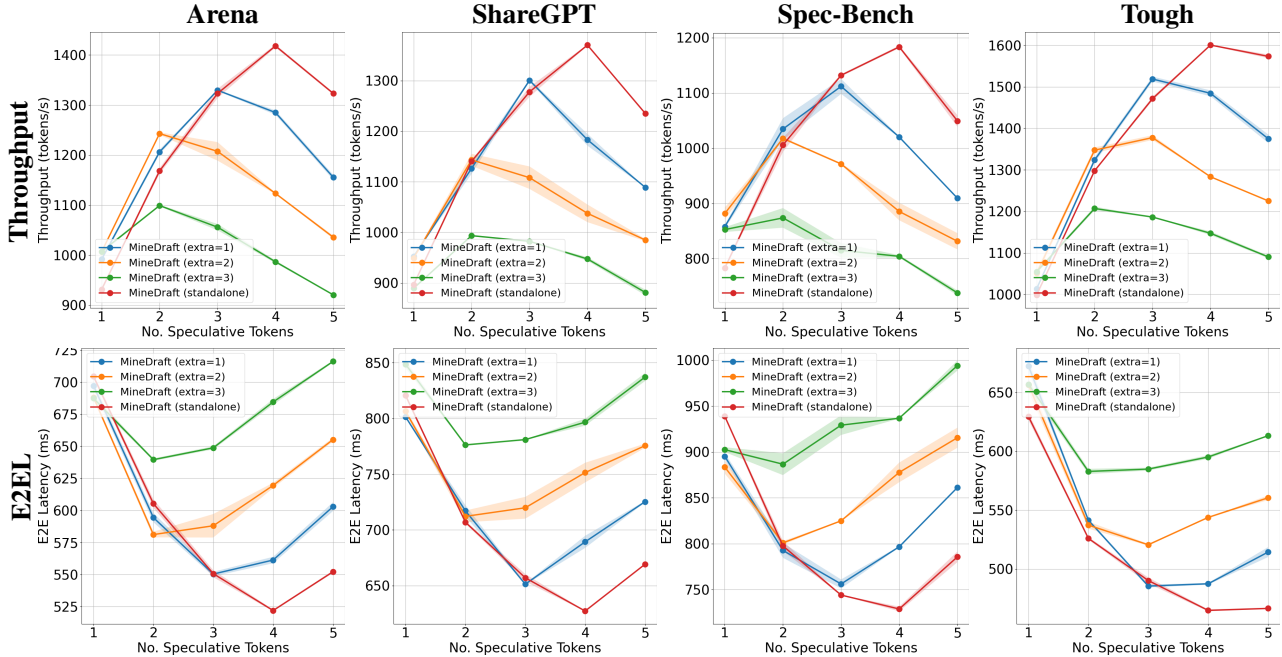 Arena
ShareGPT
Spec-Bench
Tough
Throughput
Throughput (tokens/s)
1400
1300
1200
1100
1000
900
MineDraft (extra=1)
MineDraft (extra=2)
MineDraft (extra=3)
MineDraft (standalone)
1 2 3 4 5
No. Speculative Tokens
Throughput (tokens/s)
1300
1200
1100
1000
900
MineDraft (extra=1)
MineDraft (extra=2)
MineDraft (extra=3)
MineDraft (standalone)
1 2 3 4 5
No. Speculative Tokens
Throughput (tokens/s)
1200
1100
1000
900
800
MineDraft (extra=1)
MineDraft (extra=2)
MineDraft (extra=3)
MineDraft (standalone)
1 2 3 4 5
No. Speculative Tokens
Throughput (tokens/s)
1600
1500
1400
1300
1200
1100
1000
MineDraft (extra=1)
MineDraft (extra=2)
MineDraft (extra=3)
MineDraft (standalone)
1 2 3 4 5
No. Speculative Tokens
E2EL
E2E Latency (ms)
725
700
675
650
625
600
575
550
525
MineDraft (extra=1)
MineDraft (extra=2)
MineDraft (extra=3)
MineDraft (standalone)
1 2 3 4 5
No. Speculative Tokens
E2E Latency (ms)
850
800
750
700
650
MineDraft (extra=1)
MineDraft (extra=2)
MineDraft (extra=3)
MineDraft (standalone)
1 2 3 4 5
No. Speculative Tokens
E2E Latency (ms)
1000
950
900
850
800
750
MineDraft (extra=1)
MineDraft (extra=2)
MineDraft (extra=3)
MineDraft (standalone)
1 2 3 4 5
No. Speculative Tokens
E2E Latency (ms)
650
600
550
500
MineDraft (extra=1)
MineDraft (extra=2)
MineDraft (extra=3)
MineDraft (standalone)
1 2 3 4 5
No. Speculative Tokens